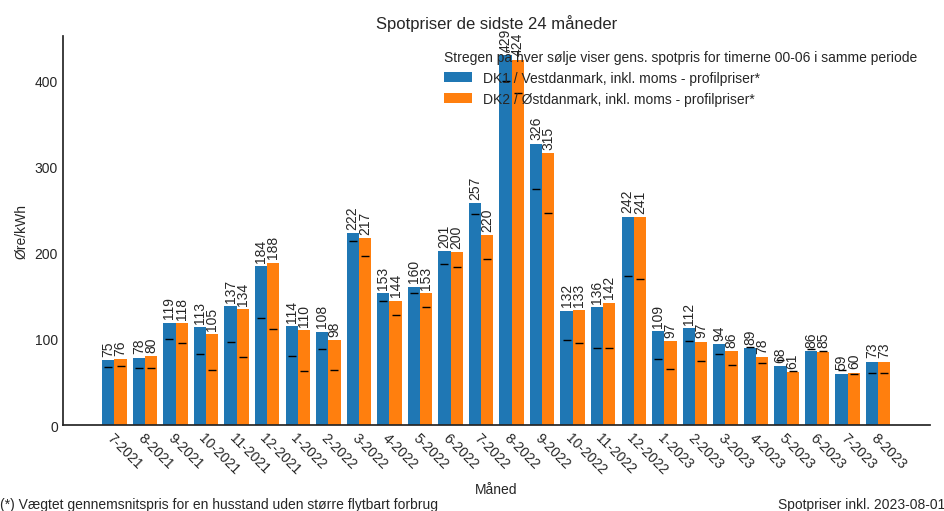 Spotpriser de sidste 24 måneder
Stregen på hver sølje viser gens. spotpris for timerne 00-06 i samme periode
DK1 / Vestdanmark, inkl. moms - profilpriser*
DK2 / Østdanmark, inkl. moms - profilpriser*
Øre/kWh
400
300
200
100
0
75 76 78 80 119 118 113 105 137 134 184 188 114 110 108 98 222 217 153 144 160 153 201 200 257 220 429 424 326 315 132 133 136 142 242 241 109 97 112 97 94 86 89 78 68 61 86 85 59 60 73 73
7-2021 8-2021 9-2021 10-2021 11-2021 12-2021 1-2022 2-2022 3-2022 4-2022 5-2022 6-2022 7-2022 8-2022 9-2022 10-2022 11-2022 12-2022 1-2023 2-2023 3-2023 4-2023 5-2023 6-2023 7-2023 8-2023
Måned
(*) Vægtet gennemsnitspris for en husstand uden større flytbart forbrug
Spotpriser inkl. 2023-08-01